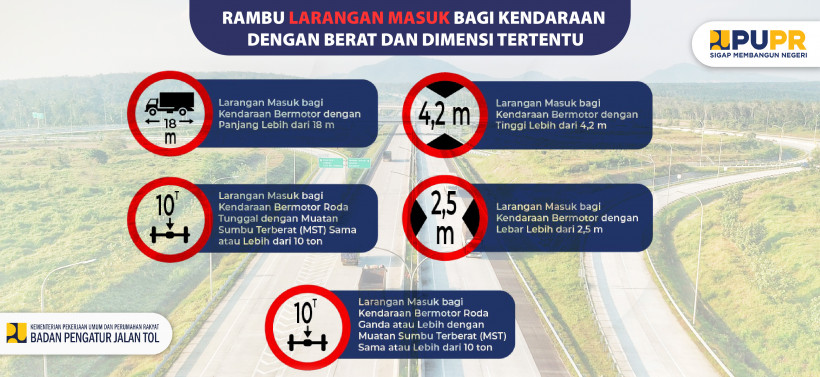 RAMBU LARANGAN MASUK BAGI KENDARAAN
DENGAN BERAT DAN DIMENSI TERTENTU
PUPR
SIGAP MEMBANGUN NEGERI
18
m
Larangan Masuk bagi
Kendaraan Bermotor dengan
Panjang Lebih dari 18 m
4,2 m
Larangan Masuk bagi
Kendaraan Bermotor dengan
Tinggi Lebih dari 4,2 m
10T
Larangan Masuk bagi
Kendaraan Bermotor Roda
Tunggal dengan Muatan
Sumbu Terberat (MST) Sama
atau Lebih dari 10 ton
2,5
m
Larangan Masuk bagi
Kendaraan Bermotor dengan
Lebar Lebih dari 2,5 m
10T
Larangan Masuk bagi
Kendaraan Bermotor Roda
Ganda atau Lebih dengan
Muatan Sumbu Terberat (MST)
Sama atau Lebih dari 10 ton
KEMENTERIAN PEKERJAAN UMUM DAN PERUMAHAN RAKYAT
BADAN PENGATUR JALAN TOL